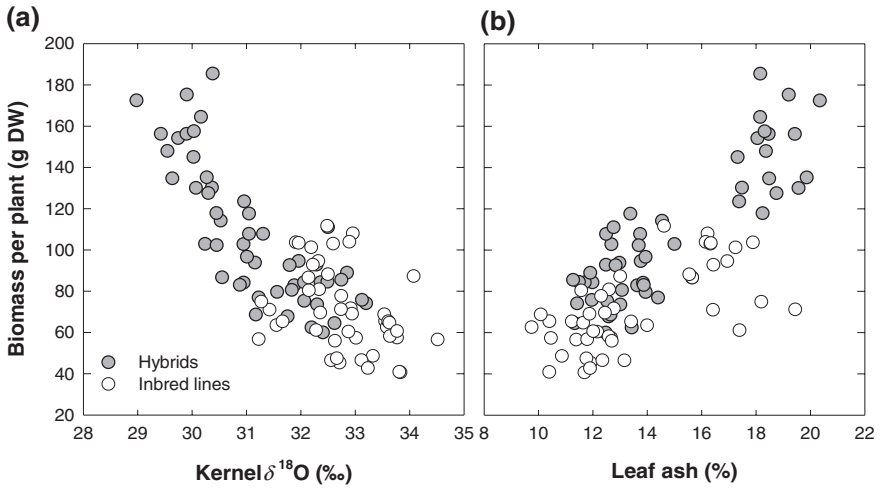 (a)
(b)
Biomass per plant (g DW)
200
180
160
140
120
100
80
60
40
20
Hybrids
Inbred lines
28 29 30 31 32 33 34 35
8 10 12 14 16 18 20 22
Kernel δ ¹⁸O (‰)
Leaf ash (%)